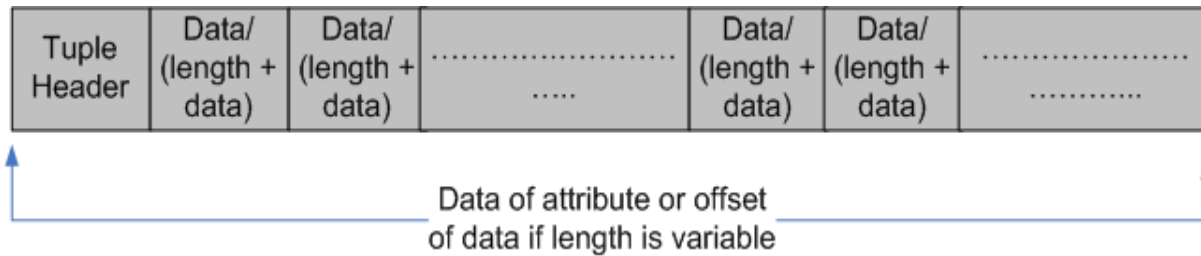 Tuple
Header
Data/
(length +
data)
Data/
(length +
data)
............................
.....
Data/
(length +
data)
Data/
(length +
data)
.......................
............
Data of attribute or offset
of data if length is variable